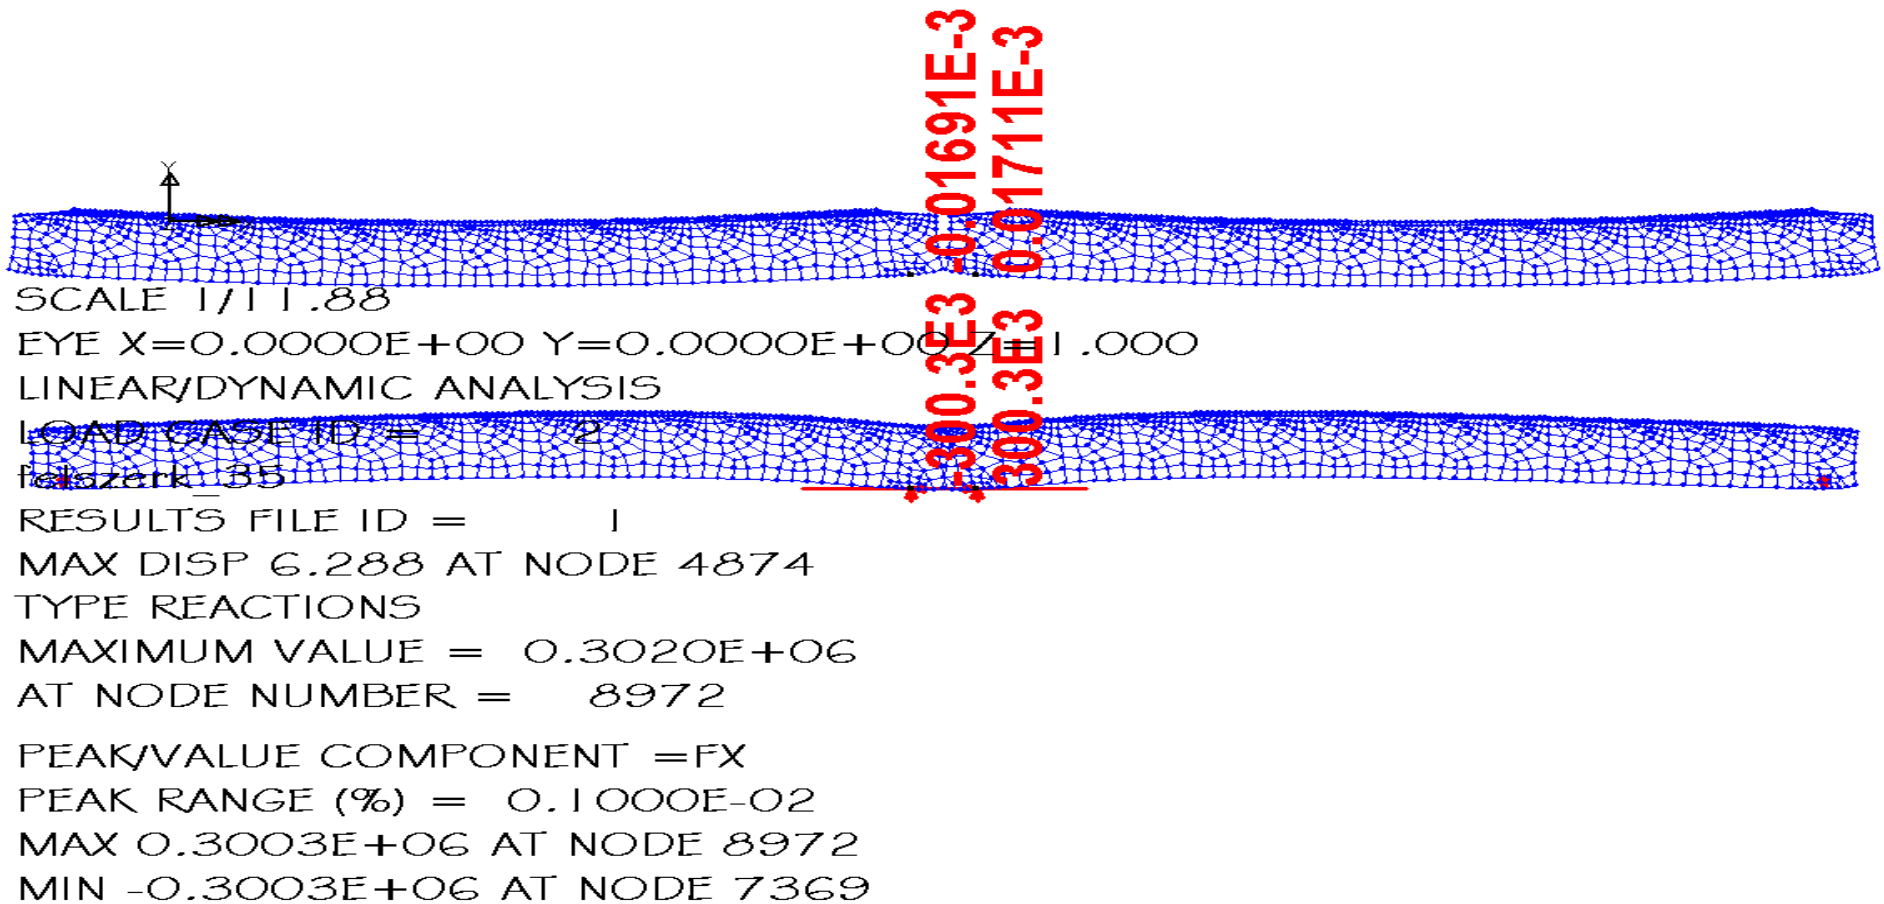 -0.01691E-3
0.01711E-3
Y
SCALE 1/11.88
EYE X=0.0000E+00 Y=0.0000E+00 Z=1.000
LINEAR/DYNAMIC ANALYSIS
-300.3E3
300.3E3
LOAD CASE ID = 2
felszerk_35
RESULTS FILE ID = 1
MAX DISP 6.288 AT NODE 4874
TYPE REACTIONS
MAXIMUM VALUE = 0.3020E+06
AT NODE NUMBER = 8972
PEAK/VALUE COMPONENT =FX
PEAK RANGE (%) = 0.1000E-02
MAX 0.3003E+06 AT NODE 8972
MIN -0.3003E+06 AT NODE 7369